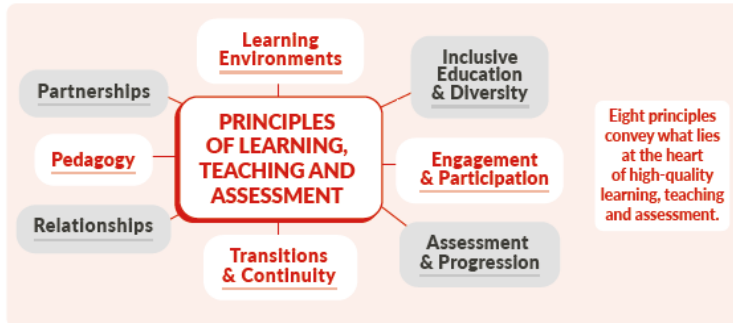 Learning
Environments
Inclusive
Education
& Diversity
Partnerships
PRINCIPLES
OF LEARNING,
TEACHING AND
ASSESSMENT
Pedagogy
Engagement
& Participation
Relationships
Assessment
& Progression
Transitions
& Continuity
Eight principles
convey what lies
at the heart
of high-quality
learning, teaching
and assessment.